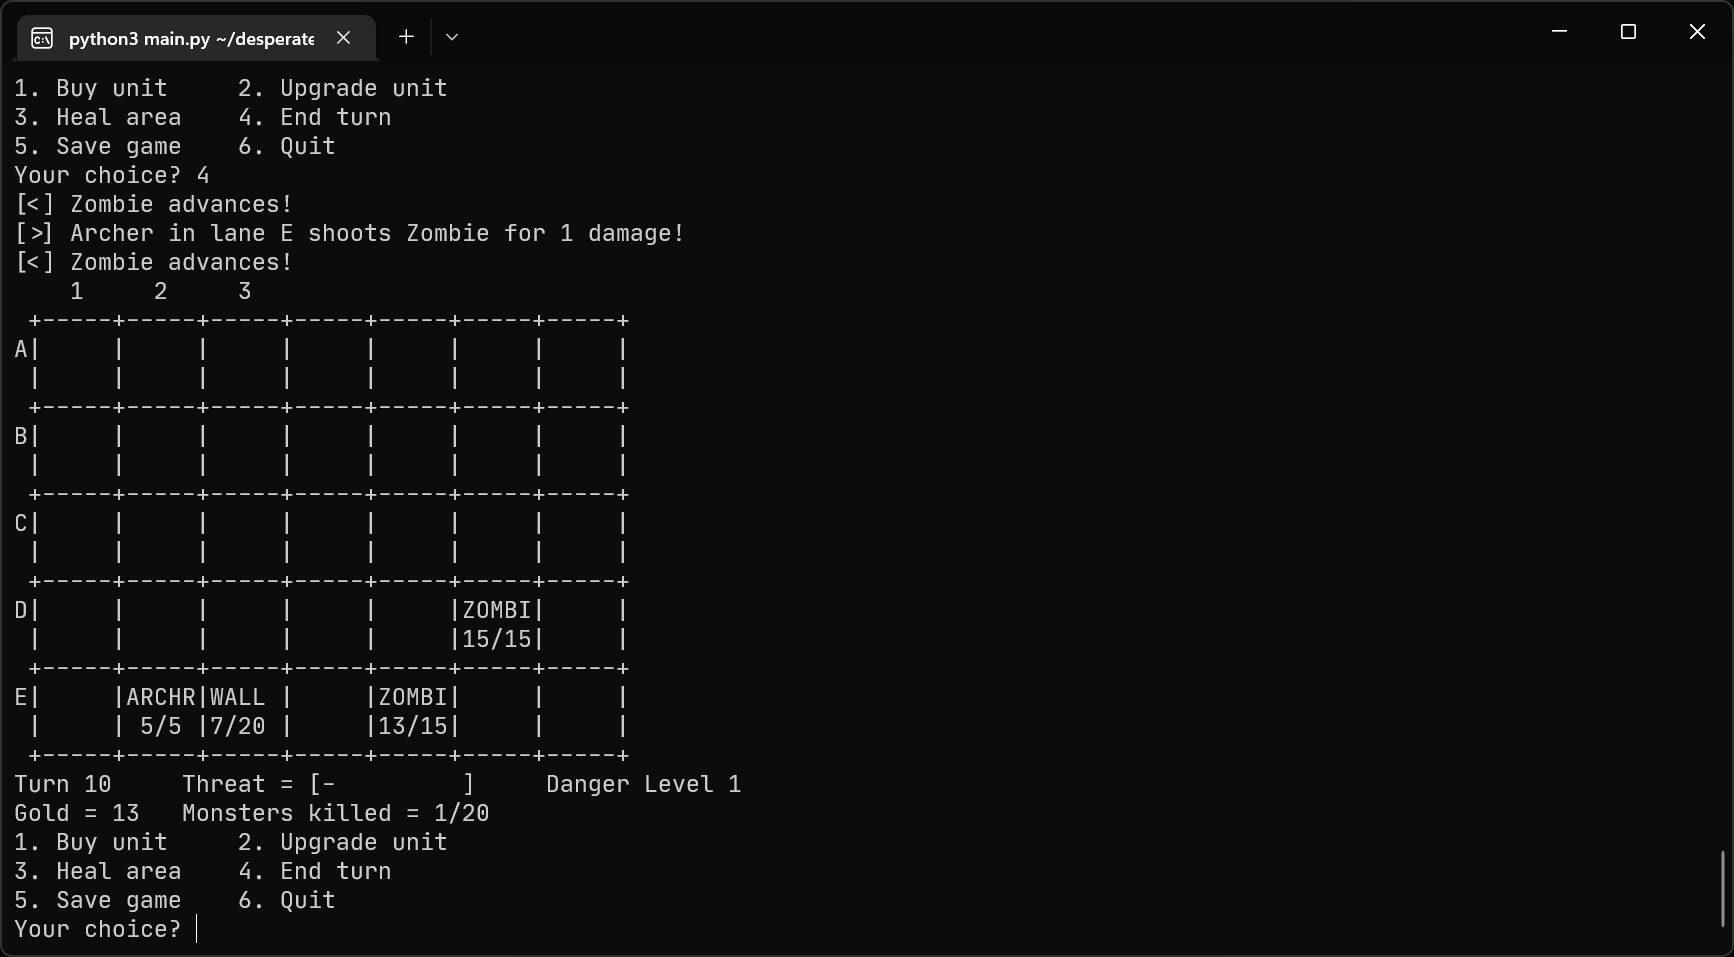 python3 main.py ~/desperate
1. Buy unit     2. Upgrade unit
3. Heal area    4. End turn
5. Save game    6. Quit
Your choice? 4
[<] Zombie advances!
[>] Archer in lane E shoots Zombie for 1 damage!
[<] Zombie advances!
    1     2     3
 +-----+-----+-----+-----+-----+-----+-----+
A|     |     |     |     |     |     |     |
 |     |     |     |     |     |     |     |
 +-----+-----+-----+-----+-----+-----+-----+
B|     |     |     |     |     |     |     |
 |     |     |     |     |     |     |     |
 +-----+-----+-----+-----+-----+-----+-----+
C|     |     |     |     |     |     |     |
 |     |     |     |     |     |     |     |
 +-----+-----+-----+-----+-----+-----+-----+
D|     |     |     |     |     |ZOMBI|     |
 |     |     |     |     |     |15/15|     |
 +-----+-----+-----+-----+-----+-----+-----+
E|     |ARCHR|WALL |     |ZOMBI|     |     |
 |     | 5/5 |7/20 |     |13/15|     |     |
 +-----+-----+-----+-----+-----+-----+-----+
Turn 10     Threat = [-         ]     Danger Level 1
Gold = 13   Monsters killed = 1/20
1. Buy unit     2. Upgrade unit
3. Heal area    4. End turn
5. Save game    6. Quit
Your choice?